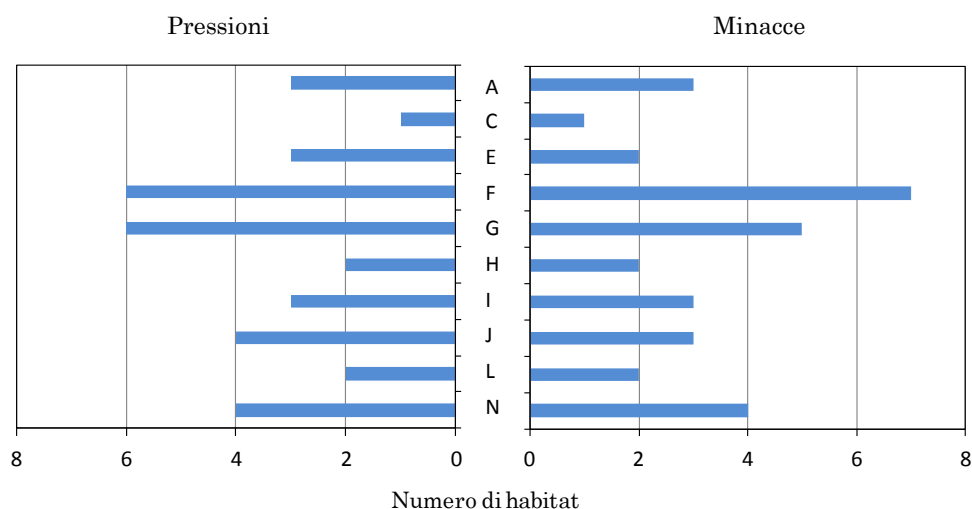 Pressioni Minacce
A
C
E
F
G
H
I
J
L
N
8 6 4 2 0 0 2 4 6 8
Numero di habitat